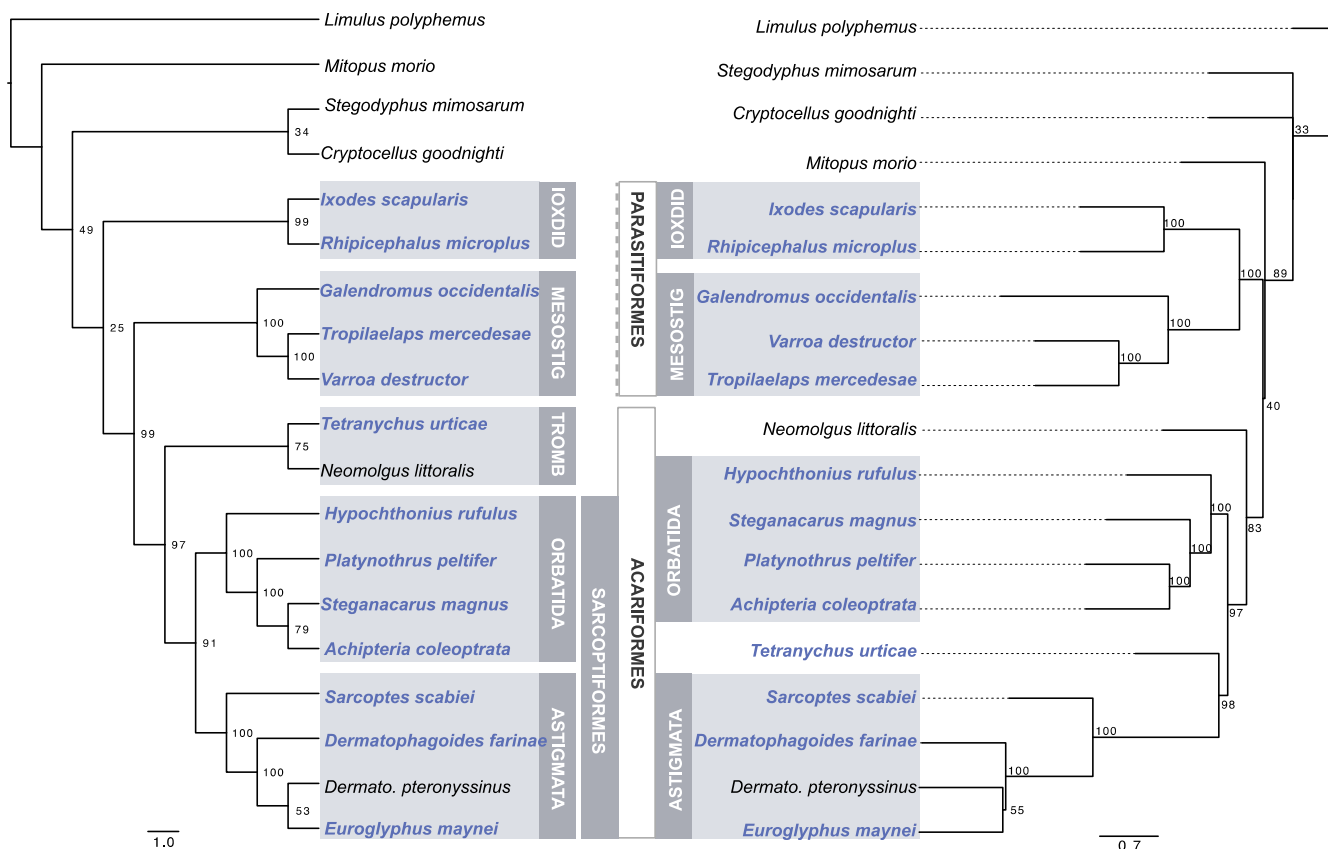 Limulus polyphemus
Mitopus morio
Stegodyphus mimosarum
34
Cryptocellus goodnighti
49
Ixodes scapularis
99
Rhipicephalus microplus
IOXDID
25
Galendromus occidentalis
100
Tropilaelaps mercedesae
100
Varroa destructor
MESOSTIG
99
Tetranychus urticae
75
Neomolgus littoralis
TROMB
97
Hypochthonius rufulus
100
Platynothrus peltifer
100
Steganacarus magnus
79
Achipteria coleoptrata
ORBATIDA
91
Sarcoptes scabiei
100
Dermatophagoides farinae
100
Dermato. pteronyssinus
53
Euroglyphus maynei
ASTIGMATA
SARCOPTIFORMES
1.0
PARASITIFORMES
ACARIFORMES
Limulus polyphemus
Stegodyphus mimosarum
Cryptocellus goodnighti
33
Mitopus morio
IOXDID
Ixodes scapularis
100
Rhipicephalus microplus
100
89
MESOSTIG
Galendromus occidentalis
100
Varroa destructor
100
Tropilaelaps mercedesae
40
Neomolgus littoralis
ORBATIDA
Hypochthonius rufulus
100
Steganacarus magnus
83
100
Platynothrus peltifer
100
Achipteria coleoptrata
97
Tetranychus urticae
98
ASTIGMATA
Sarcoptes scabiei
100
Dermatophagoides farinae
100
Dermato. pteronyssinus
55
Euroglyphus maynei
0.7